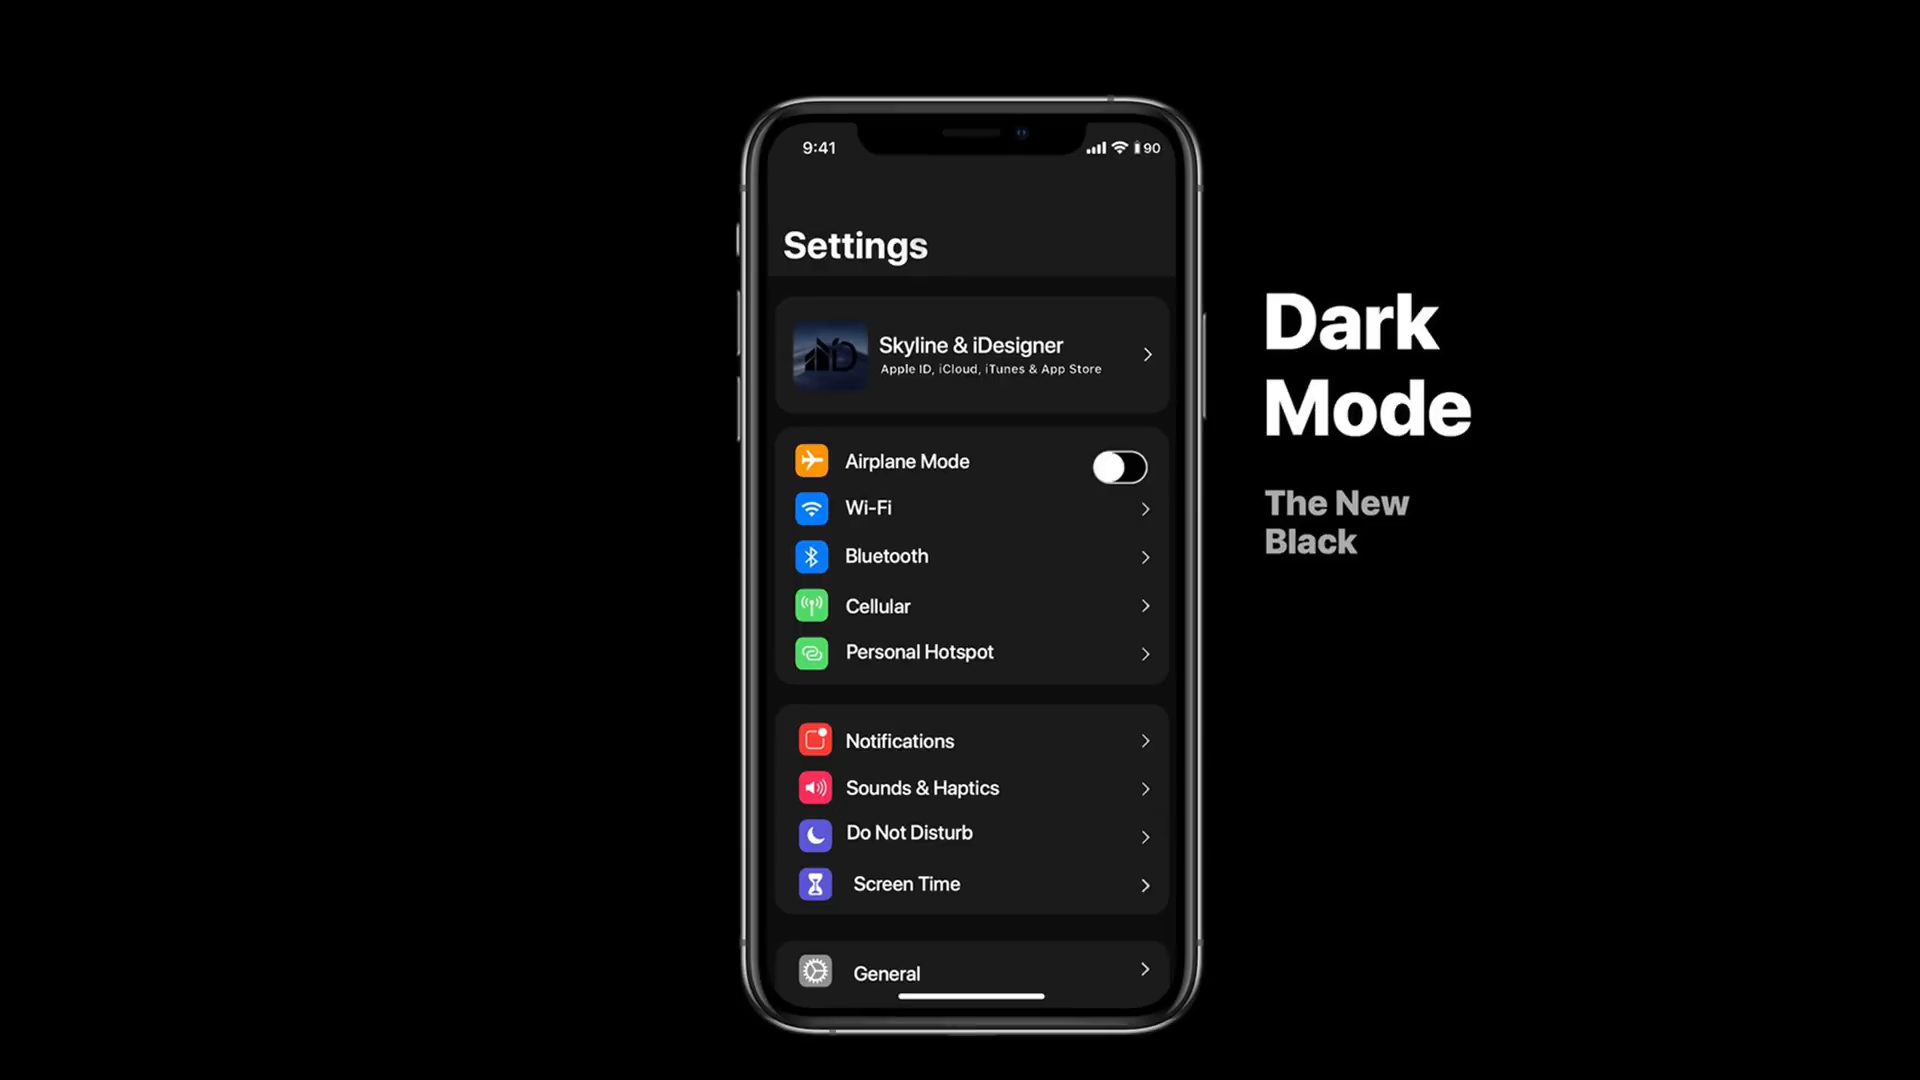 9:41
90
Settings
Skyline & iDesigner
Apple ID, iCloud, iTunes & App Store
Airplane Mode
Wi-Fi
Bluetooth
Cellular
Personal Hotspot
Notifications
Sounds & Haptics
Do Not Disturb
Screen Time
General
Dark
Mode
The New
Black